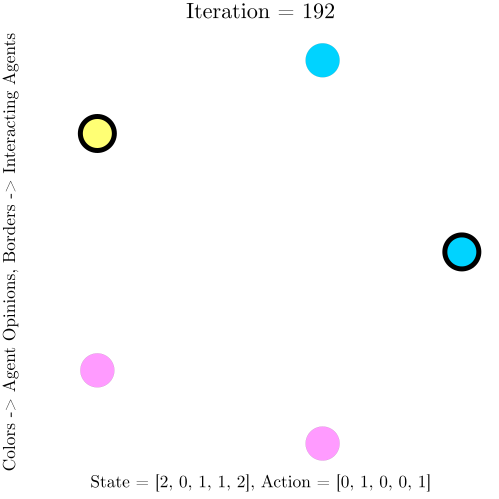 Iteration = 192
Colors -> Agent Opinions, Borders -> Interacting Agents
State = [2, 0, 1, 1, 2], Action = [0, 1, 0, 0, 1]